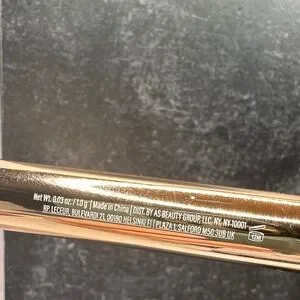 Net Wt. 0.03 oz. / 1.0 g | Made in China | DIST. BY AS BEAUTY GROUP, LLC, NY, NY 10001.
RP: LECEUR, BULEVARDI 21, 00180 HELSINKI FI | PLAZA 1, SALFORD M50 3UB UK
12M